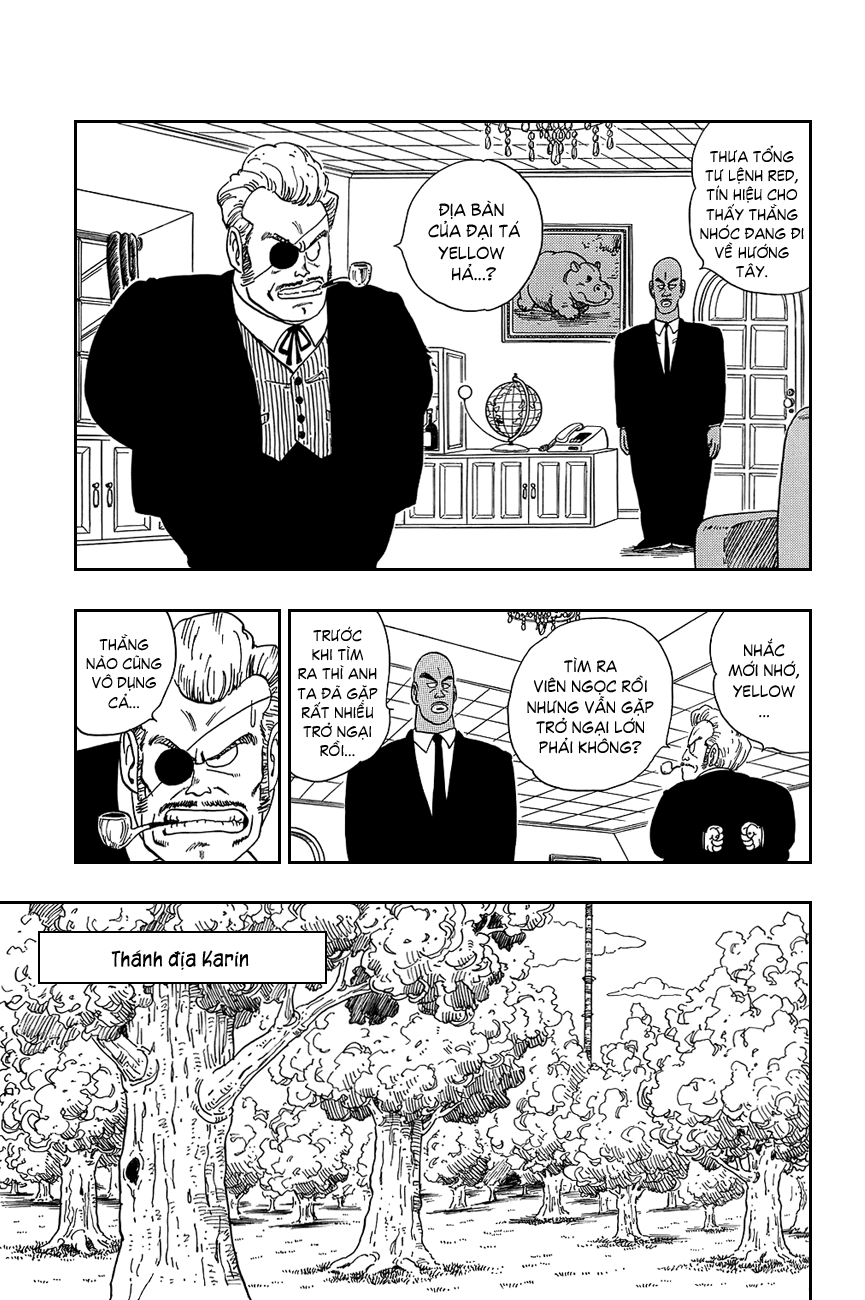 THƯA TỔNG
TƯ LỆNH RED,
TÍN HIỆU CHO
THẤY THẰNG
NHÓC ĐANG ĐI
VỀ HƯỚNG
TÂY.
ĐỊA BÀN
CỦA ĐẠI TÁ
YELLOW
HẢ...?
NHẮC
MỚI NHỚ,
YELLOW
...
TÌM RA
VIÊN NGỌC RỒI
NHƯNG VẪN GẶP
TRỞ NGẠI LỚN
PHẢI KHÔNG?
TRƯỚC
KHI TÌM
RA THÌ ANH
TA ĐÃ GẶP
RẤT NHIỀU
TRỞ NGẠI
RỒI...
THẰNG
NÀO CŨNG
VÔ DỤNG
CẢ...
Thánh địa Karin